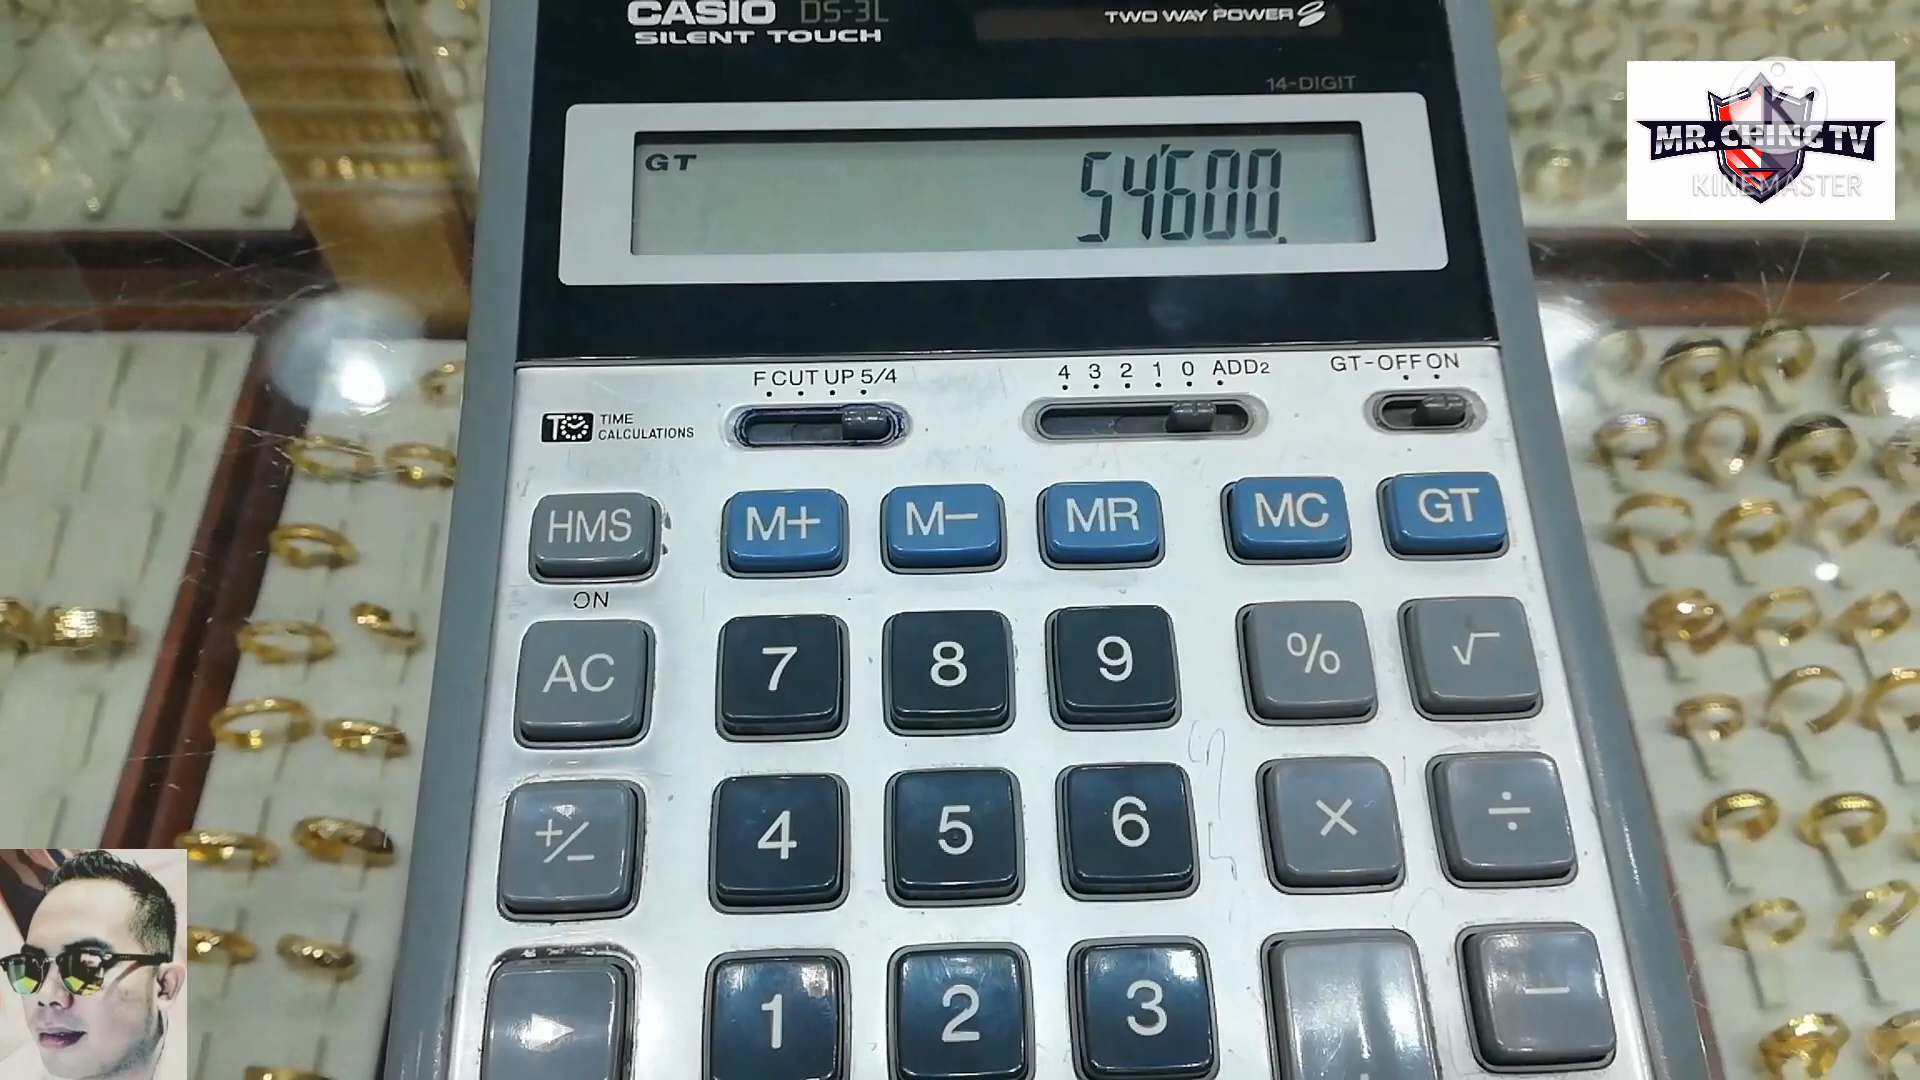 CASIO DS-3L
SILENT TOUCH
TWO WAY POWER
14-DIGIT
GT 54'600.
MR. CHING TV
KINEMASTER
F CUT UP 5/4
4 3 2 1 0 ADD2
GT-OFF ON
TIME
CALCULATIONS
HMS M+ M− MR MC GT
ON
AC 7 8 9 % √
+/− 4 5 6 × ÷
▶ 1 2 3 −